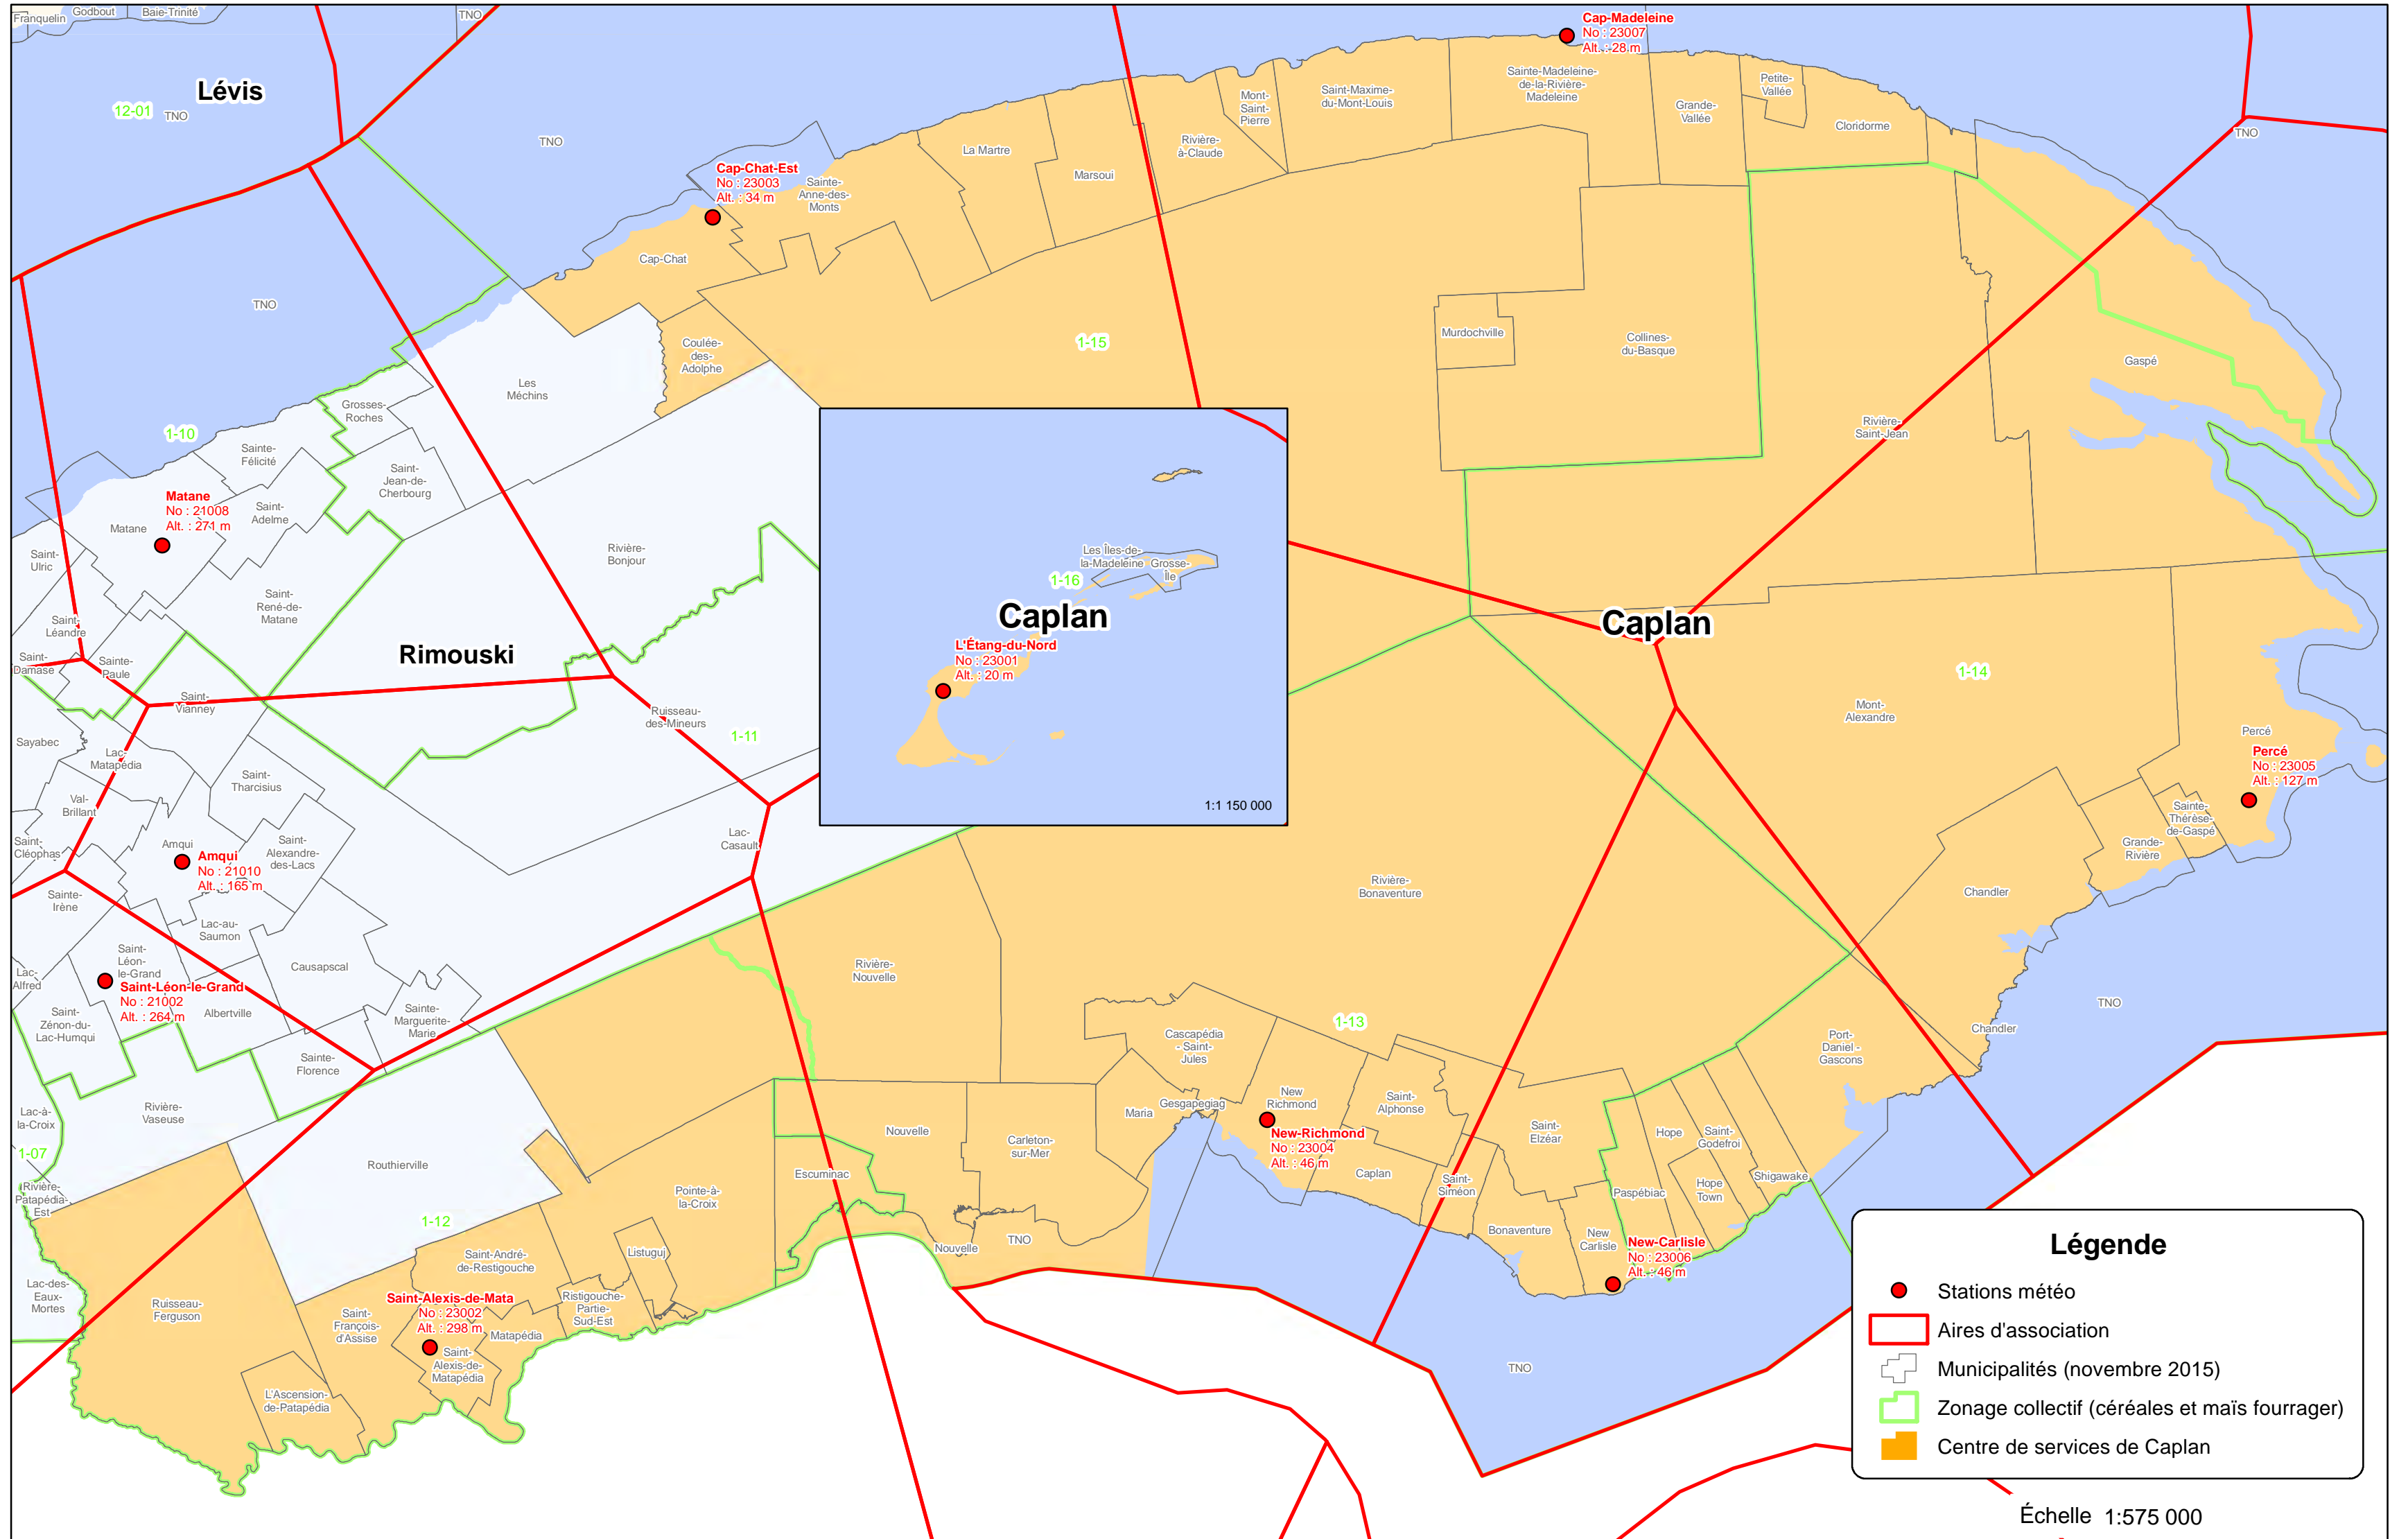 Franquelin
Godbout
Baie-Trinité
TNO
Lévis
12-01
TNO
TNO
TNO
Cap-Madeleine
No : 23007
Alt. : 28 m
Cap-Chat-Est
No : 23003
Alt. : 34 m
Sainte-
Anne-des-
Monts
Cap-Chat
La Martre
Marsoui
Rivière-
à-Claude
Mont-
Saint-
Pierre
Saint-Maxime-
du-Mont-Louis
Sainte-Madeleine-
de-la-Rivière-
Madeleine
Grande-
Vallée
Petite-
Vallée
Cloridorme
TNO
Coulée-
des-
Adolphe
Les
Méchins
1-15
Murdochville
Collines-
du-Basque
Gaspé
Rivière-
Saint-Jean
Grosses-
Roches
1-10
Sainte-
Félicité
Saint-
Jean-de-
Cherbourg
Matane
No : 21008
Alt. : 271 m
Matane
Saint-
Adelme
Saint-
Ulric
Rivière-
Bonjour
Saint-
René-de-
Matane
Saint-
Léandre
Saint-
Damase
Sainte-
Paule
Rimouski
Saint-
Vianney
Ruisseau-
des-Mineurs
1-11
Sayabec
Lac-
Matapédia
Saint-
Tharcisius
Val-
Brillant
Saint-
Cléophas
Amqui
Amqui
No : 21010
Alt. : 165 m
Saint-
Alexandre-
des-Lacs
Lac-
Casault
Sainte-
Irène
Lac-au-
Saumon
Les Îles-de-
la-Madeleine
Grosse-
Île
1-16
Caplan
L'Étang-du-Nord
No : 23001
Alt. : 20 m
1:1 150 000
Caplan
1-14
Mont-
Alexandre
Percé
Percé
No : 23005
Alt. : 127 m
Sainte-
Thérèse-
de-Gaspé
Grande-
Rivière
Chandler
Rivière-
Bonaventure
Saint-
Léon-
le-Grand
Saint-Léon-le-Grand
No : 21002
Alt. : 264 m
Lac-
Alfred
Saint-
Zénon-du-
Lac-Humqui
Albertville
Causapscal
Sainte-
Marguerite-
Marie
Sainte-
Florence
Rivière-
Nouvelle
Cascapédia
- Saint-
Jules
1-13
TNO
Chandler
Port-
Daniel -
Gascons
Lac-à-
la-Croix
1-07
Rivière-
Vaseuse
Routhierville
Rivière-
Patapédia-
Est
Lac-des-
Eaux-
Mortes
1-12
Ruisseau-
Ferguson
Saint-André-
de-Restigouche
Pointe-à-
la-Croix
Listuguj
Escuminac
Nouvelle
Carleton-
sur-Mer
Maria
Gesgapegiag
New
Richmond
New-Richmond
No : 23004
Alt. : 46 m
Saint-
Alphonse
Caplan
Saint-
Siméon
Saint-
Elzéar
Bonaventure
New
Carlisle
New-Carlisle
No : 23006
Alt. : 46 m
Paspébiac
Hope
Saint-
Godefroi
Hope
Town
Shigawake
Nouvelle
TNO
Saint-Alexis-de-Mata
No : 23002
Alt. : 298 m
Saint-
François-
d'Assise
Matapédia
Saint-
Alexis-de-
Matapédia
Ristigouche-
Partie-
Sud-Est
L'Ascension-
de-Patapédia
TNO
Légende
Stations météo
Aires d'association
Municipalités (novembre 2015)
Zonage collectif (céréales et maïs fourrager)
Centre de services de Caplan
Échelle 1:575 000